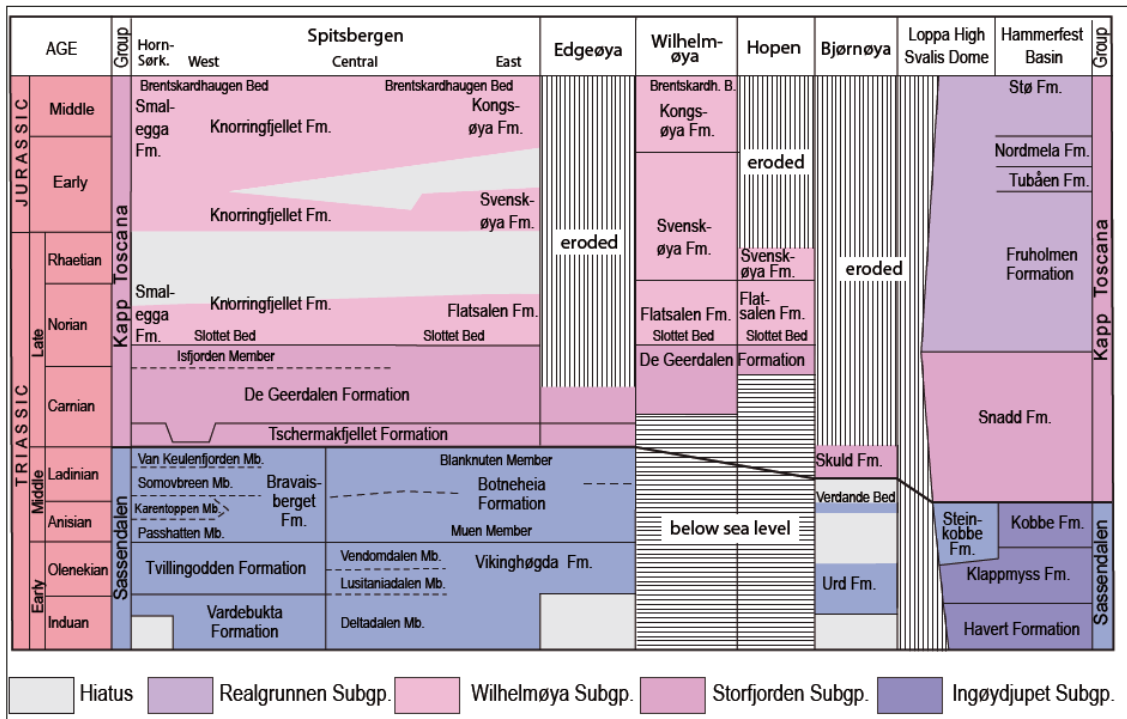 AGE
Group
Horn-
Sørk.
Spitsbergen
West
Central
East
Edgeøya
Wilhelm-
øya
Hopen
Bjørnøya
Loppa High
Svalis Dome
Hammerfest
Basin
Group
JURASSIC
Middle
Early
TRIASSIC
Late
Rhaetian
Norian
Carnian
Middle
Ladinian
Anisian
Early
Olenekian
Induan
Kapp Toscana
Sassendalen
Brentskardhaugen Bed
Brentskardhaugen Bed
Smal-
egga
Fm.
Knorringfjellet Fm.
Kongs-
øya Fm.
Knorringfjellet Fm.
Svensk-
øya Fm.
Smal-
egga
Fm.
Knorringfjellet Fm.
Flatsalen Fm.
Slottet Bed
Slottet Bed
Isfjorden Member
De Geerdalen Formation
Tschermakfjellet Formation
Van Keulenfjorden Mb.
Somovbreen Mb.
Karentoppen Mb.
Passhatten Mb.
Bravais-
berget
Fm.
Blanknuten Member
Botneheia
Formation
Muen Member
Tvillingodden Formation
Vendomdalen Mb.
Lusitaniadalen Mb.
Vikinghøgda Fm.
Vardebukta
Formation
Deltadalen Mb.
eroded
Brentskardh. B.
Kongs-
øya Fm.
Svensk-
øya Fm.
Flatsalen Fm.
Slottet Bed
De Geerdalen Formation
eroded
Svensk-
øya Fm.
Flat-
salen Fm.
Slottet Bed
below sea level
eroded
Skuld Fm.
Verdande Bed
Urd Fm.
Stø Fm.
Nordmela Fm.
Tubåen Fm.
Fruholmen
Formation
Snadd Fm.
Stein-
kobbe
Fm.
Kobbe Fm.
Klappmyss Fm.
Havert Formation
Kapp Toscana
Sassendalen
Hiatus
Realgrunnen Subgp.
Wilhelmøya Subgp.
Storfjorden Subgp.
Ingøydjupet Subgp.